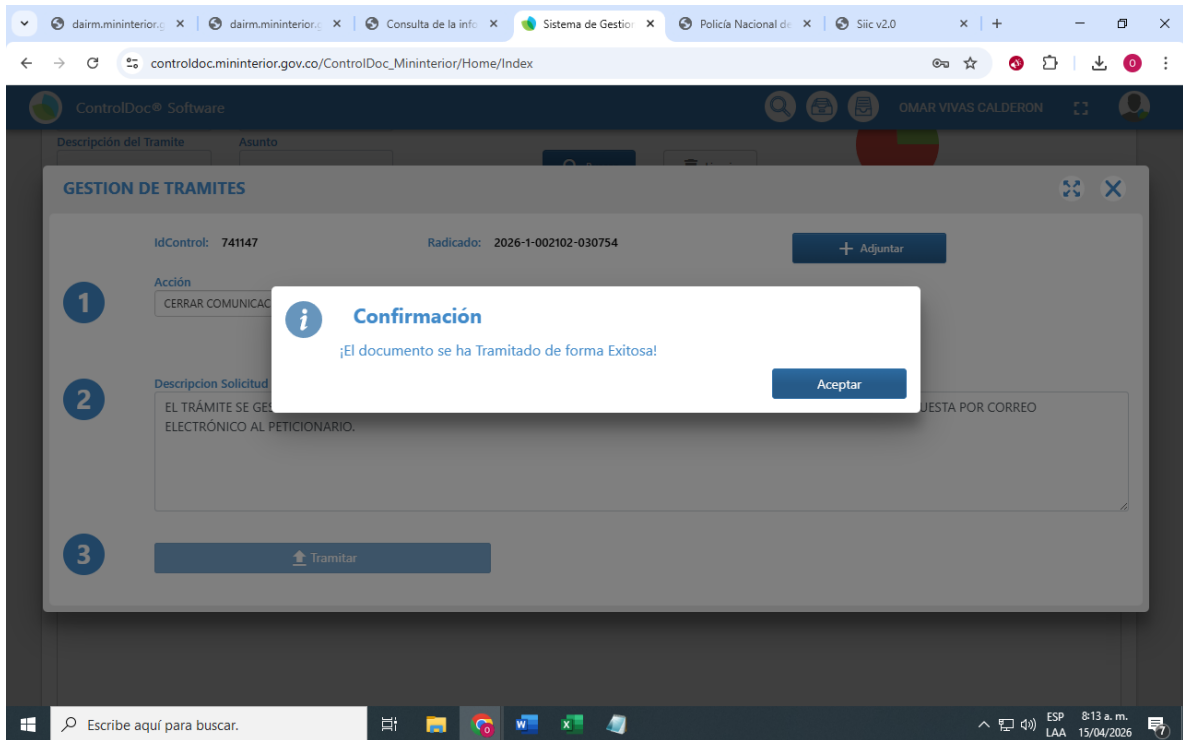 dairm.mininterior.g
dairm.mininterior.g
Consulta de la info
Sistema de Gestior
Policía Nacional de
Siic v2.0
controldoc.mininterior.gov.co/ControlDoc_Mininterior/Home/Index
O
ControlDoc® Software
OMAR VIVAS CALDERON
Descripción del Tramite Asunto
GESTION DE TRAMITES
IdControl: 741147 Radicado: 2026-1-002102-030754
Adjuntar
1
Acción
CERRAR COMUNICAC
Confirmación
¡El documento se ha Tramitado de forma Exitosa!
Aceptar
2
Descripcion Solicitud
EL TRÁMITE SE GES UESTA POR CORREO
ELECTRÓNICO AL PETICIONARIO.
3
Tramitar
Escribe aquí para buscar.
ESP 8:13 a. m.
LAA 15/04/2026
7